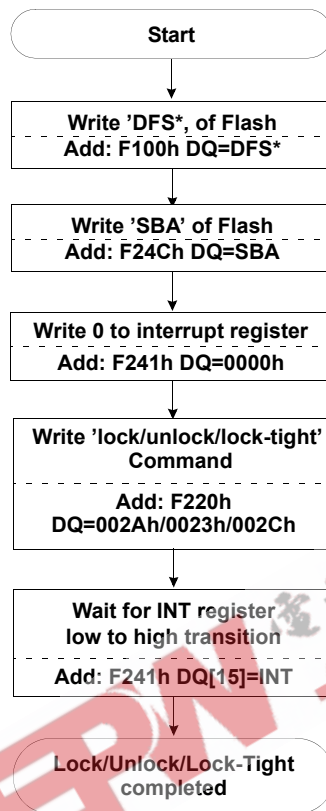 Start
Write ’DFS*, of Flash
Add: F100h DQ=DFS*
Write ’SBA’ of Flash
Add: F24Ch DQ=SBA
Write 0 to interrupt register
Add: F241h DQ=0000h
Write ’lock/unlock/lock-tight’
Command
Add: F220h
DQ=002Ah/0023h/002Ch
Wait for INT register
low to high transition
Add: F241h DQ[15]=INT
Lock/Unlock/Lock-Tight
completed